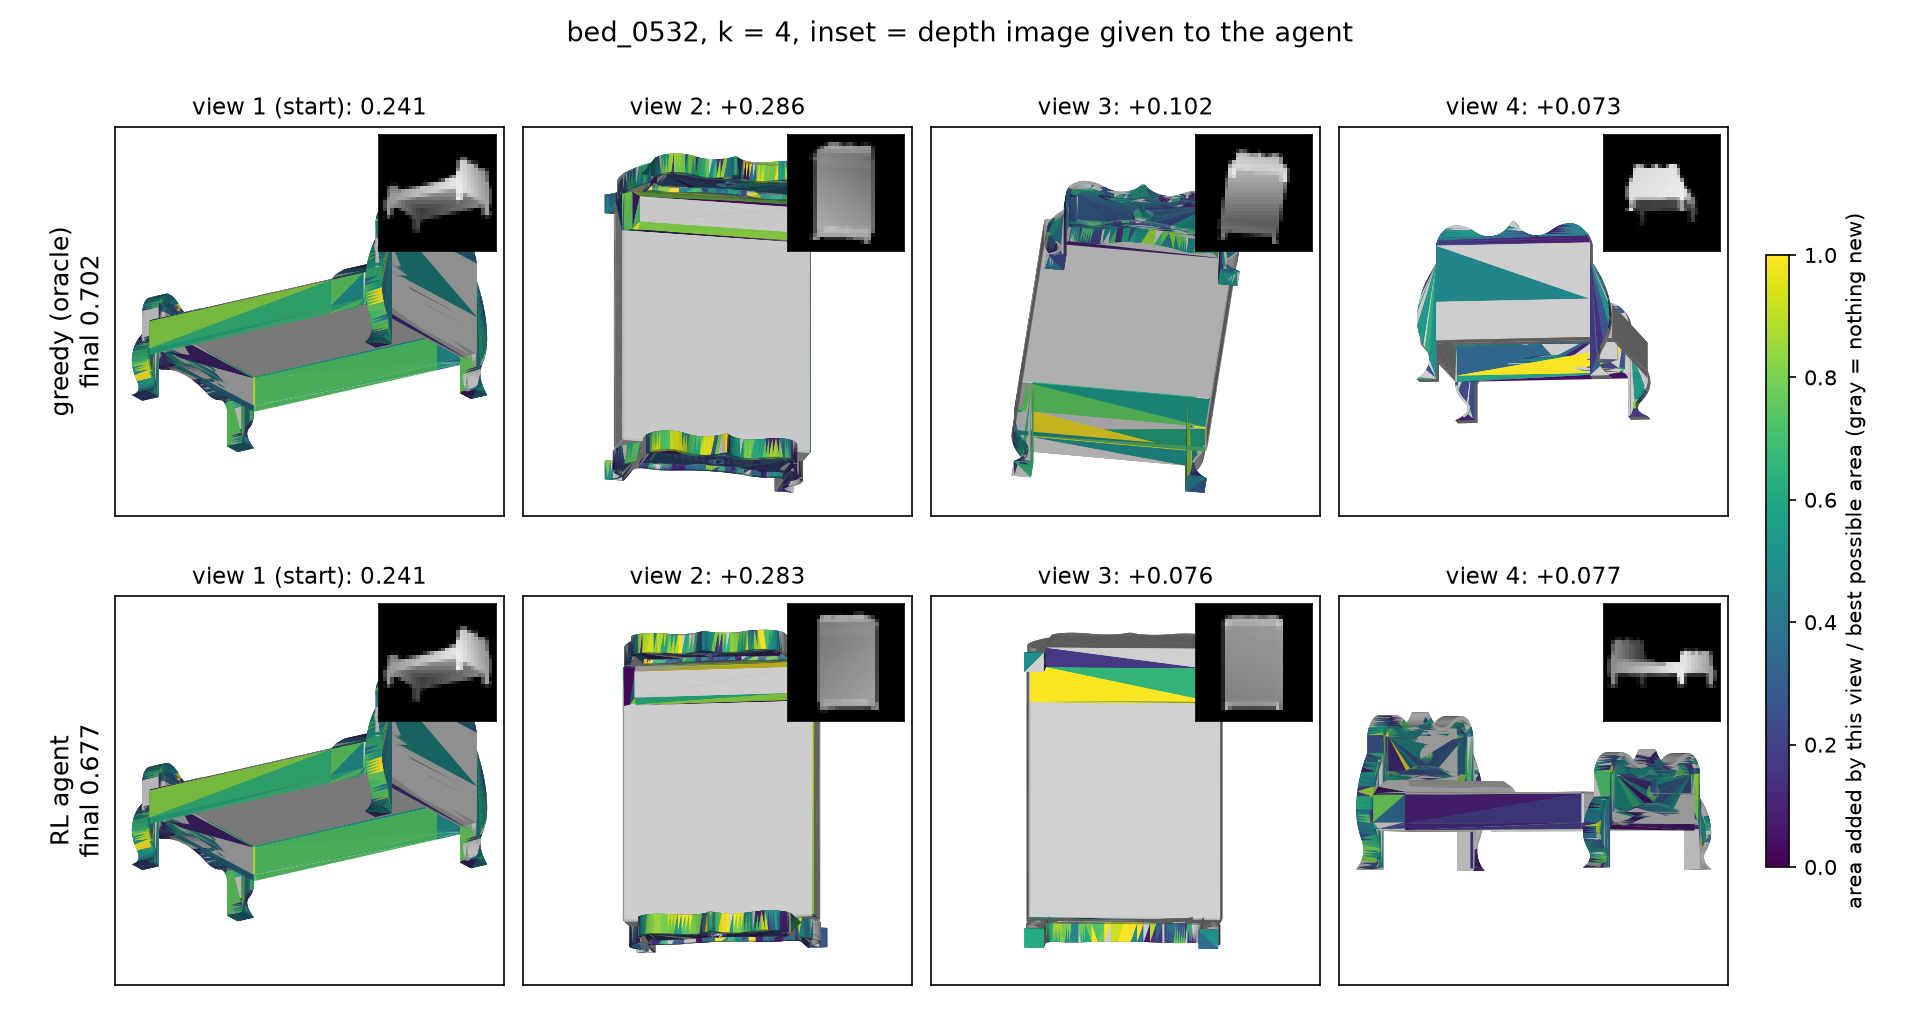 bed_0532, k = 4, inset = depth image given to the agent
greedy (oracle)
final 0.702
view 1 (start): 0.241
view 2: +0.286
view 3: +0.102
view 4: +0.073
RL agent
final 0.677
view 1 (start): 0.241
view 2: +0.283
view 3: +0.076
view 4: +0.077
1.0
0.8
0.6
0.4
0.2
0.0
area added by this view / best possible area (gray = nothing new)